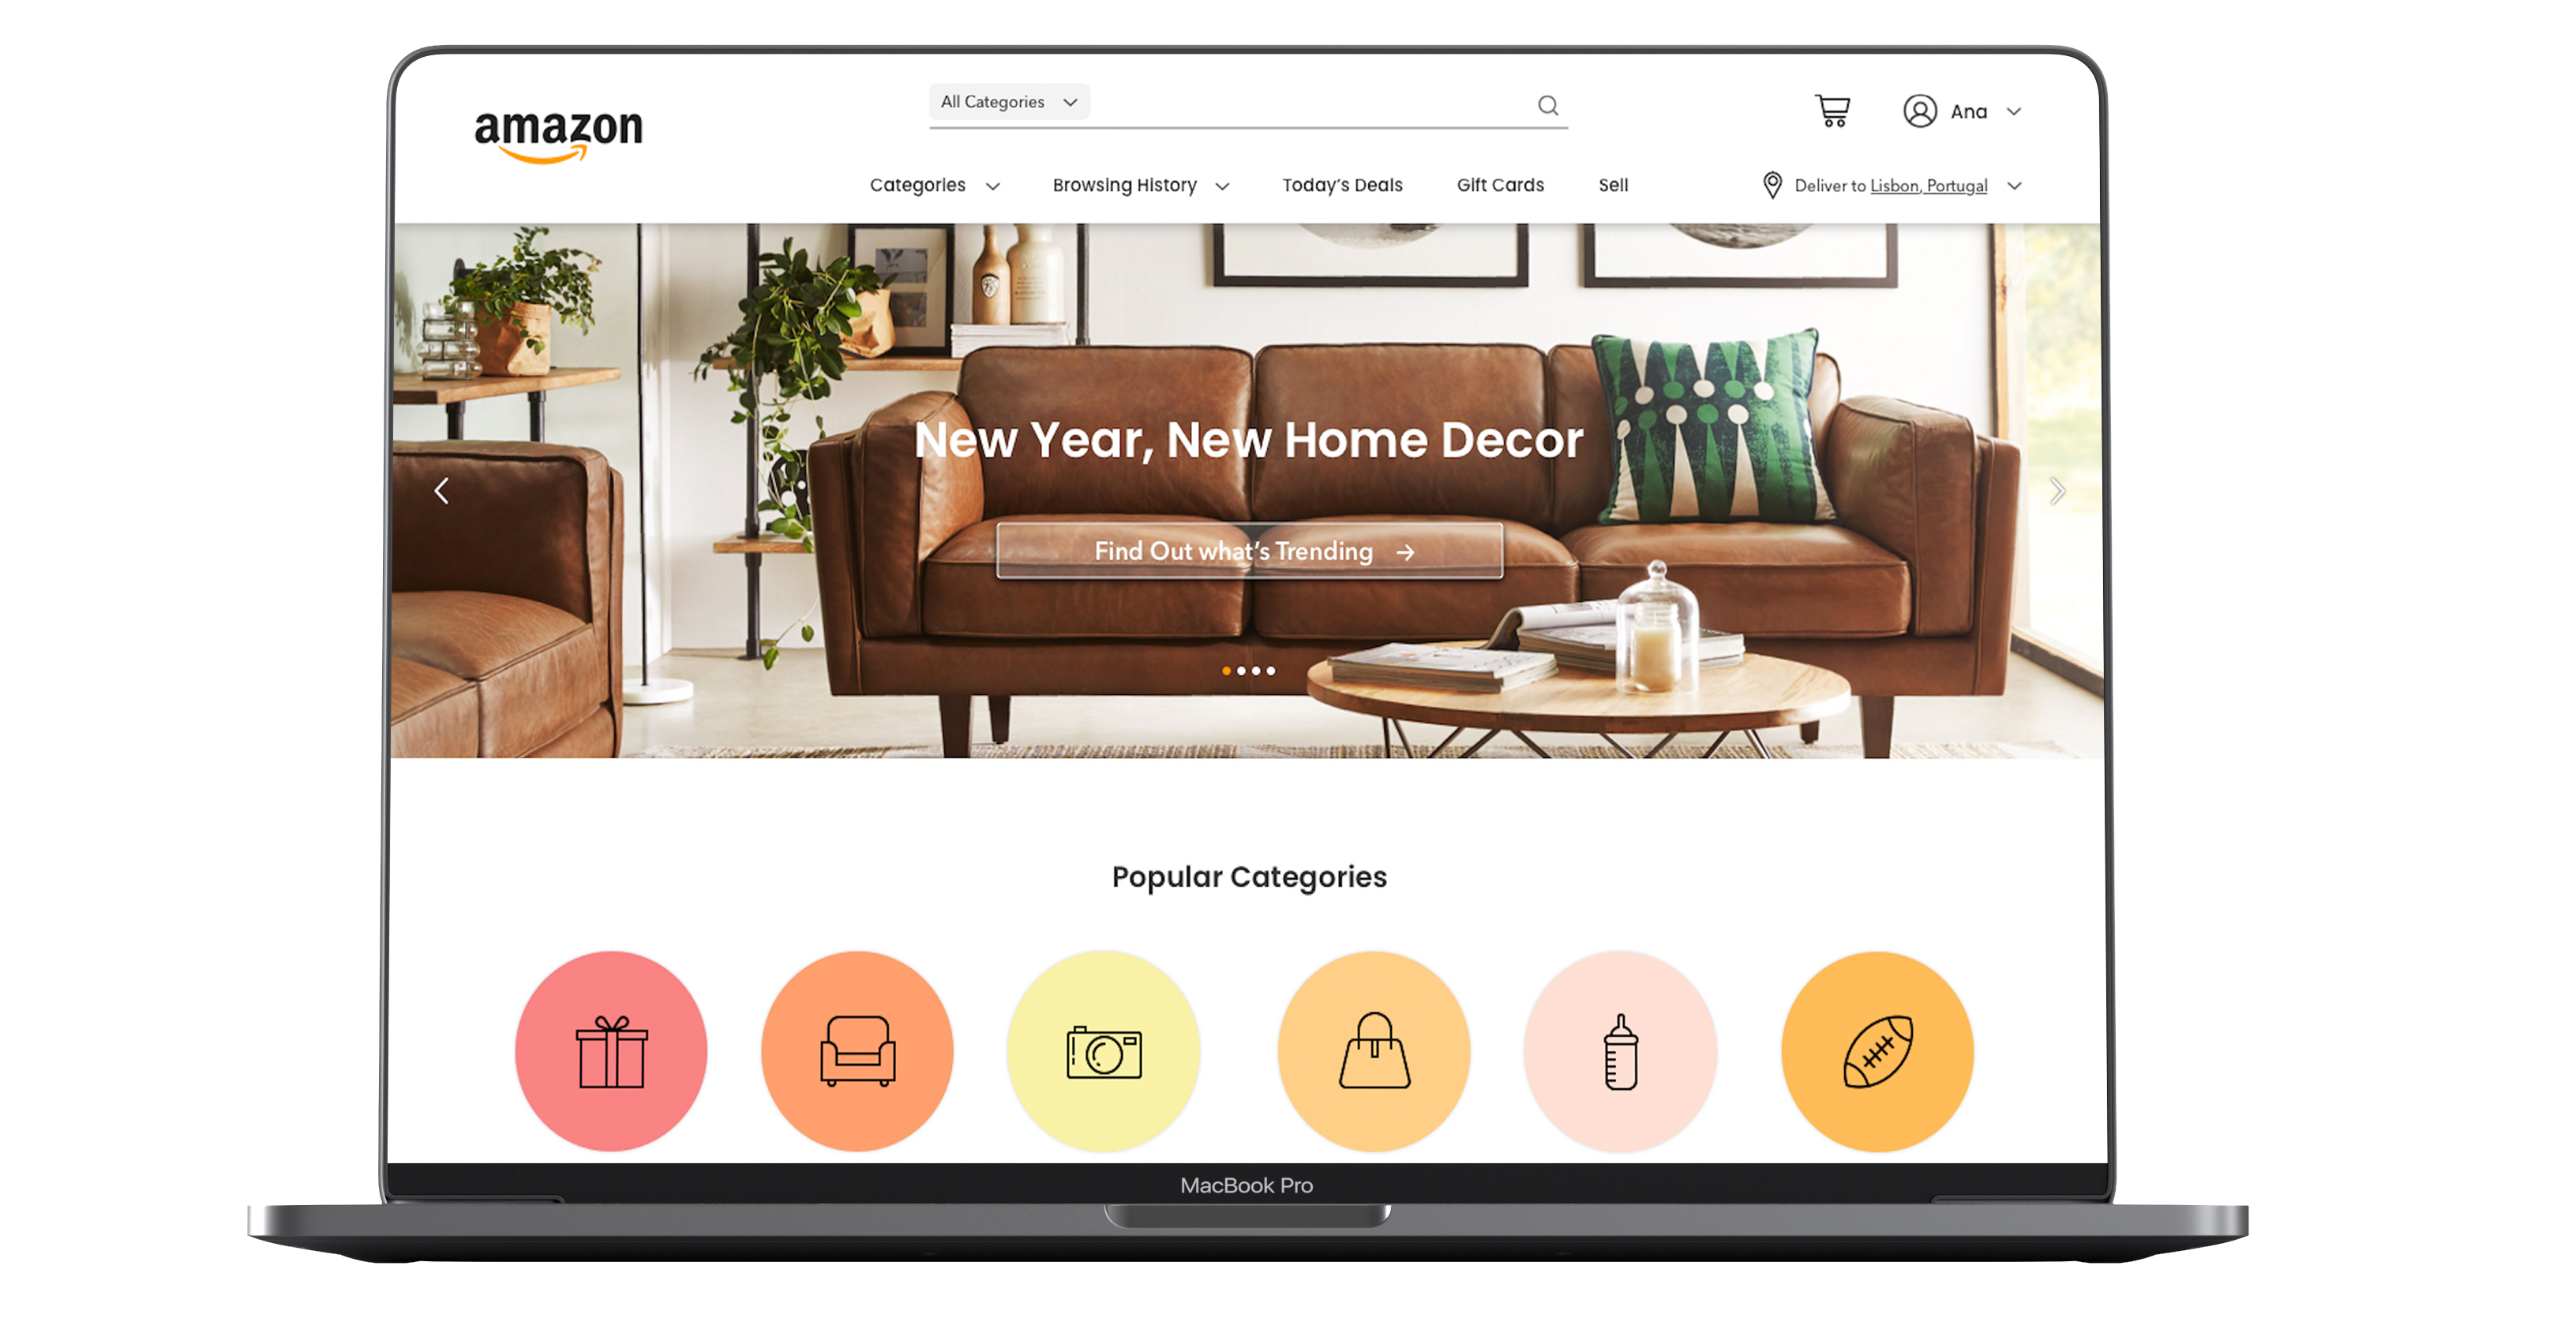 amazon
All Categories
Ana
Categories
Browsing History
Today's Deals
Gift Cards
Sell
Deliver to Lisbon, Portugal
New Year, New Home Decor
Find Out what's Trending →
Popular Categories
MacBook Pro